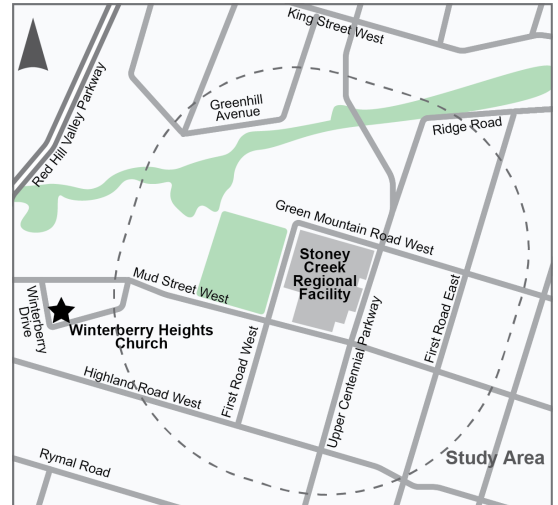 King Street West
Red Hill Valley Parkway
Greenhill
Avenue
Ridge Road
Green Mountain Road West
Stoney
Creek
Regional
Facility
Mud Street West
Winterberry
Drive
Winterberry Heights
Church
First Road West
Upper Centennial Parkway
First Road East
Highland Road West
Study Area
Rymal Road